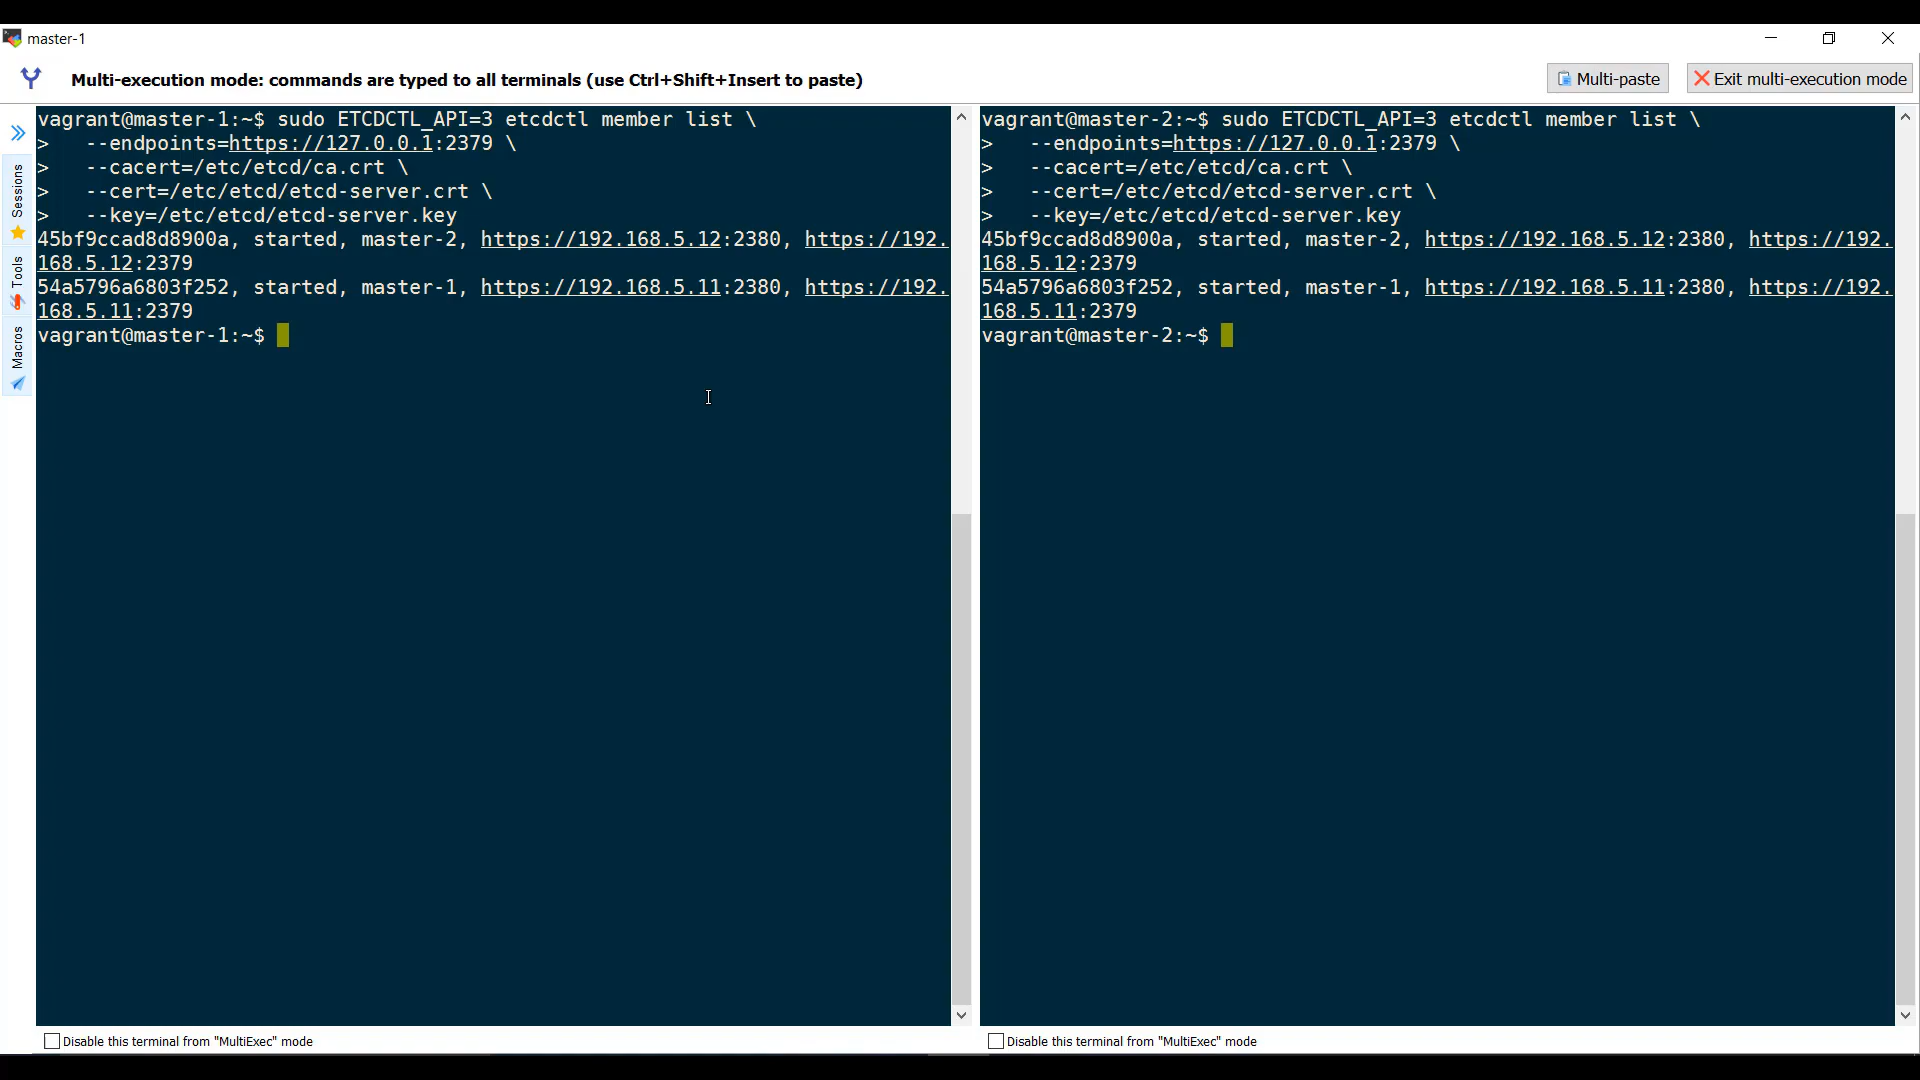 master-1
Multi-execution mode: commands are typed to all terminals (use Ctrl+Shift+Insert to paste)
Multi-paste
Exit multi-execution mode
Sessions
Tools
Macros
vagrant@master-1:~$ sudo ETCDCTL_API=3 etcdctl member list \
>   --endpoints=https://127.0.0.1:2379 \
>   --cacert=/etc/etcd/ca.crt \
>   --cert=/etc/etcd/etcd-server.crt \
>   --key=/etc/etcd/etcd-server.key
45bf9ccad8d8900a, started, master-2, https://192.168.5.12:2380, https://192.
168.5.12:2379
54a5796a6803f252, started, master-1, https://192.168.5.11:2380, https://192.
168.5.11:2379
vagrant@master-1:~$
Disable this terminal from "MultiExec" mode
vagrant@master-2:~$ sudo ETCDCTL_API=3 etcdctl member list \
>   --endpoints=https://127.0.0.1:2379 \
>   --cacert=/etc/etcd/ca.crt \
>   --cert=/etc/etcd/etcd-server.crt \
>   --key=/etc/etcd/etcd-server.key
45bf9ccad8d8900a, started, master-2, https://192.168.5.12:2380, https://192.
168.5.12:2379
54a5796a6803f252, started, master-1, https://192.168.5.11:2380, https://192.
168.5.11:2379
vagrant@master-2:~$
Disable this terminal from "MultiExec" mode